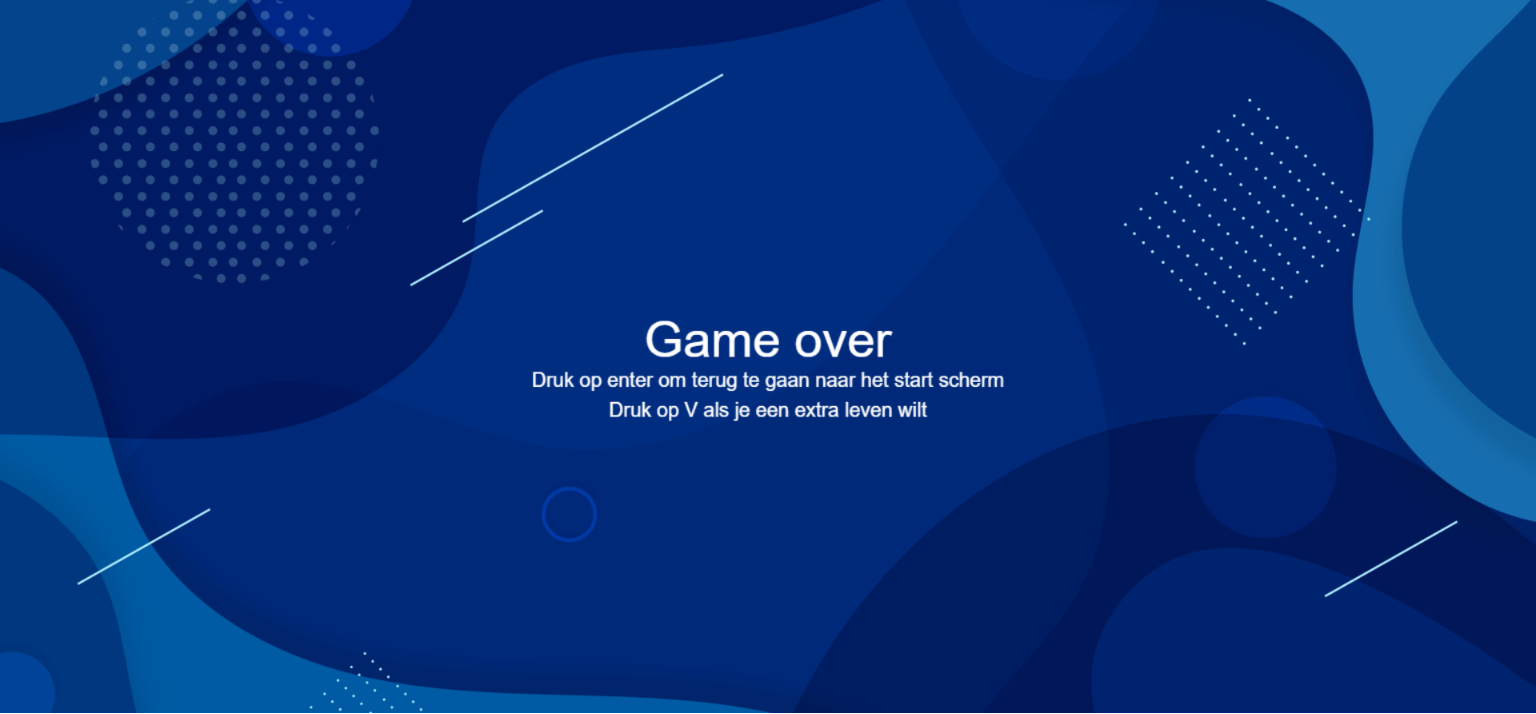 Game over
Druk op enter om terug te gaan naar het start scherm
Druk op V als je een extra leven wilt